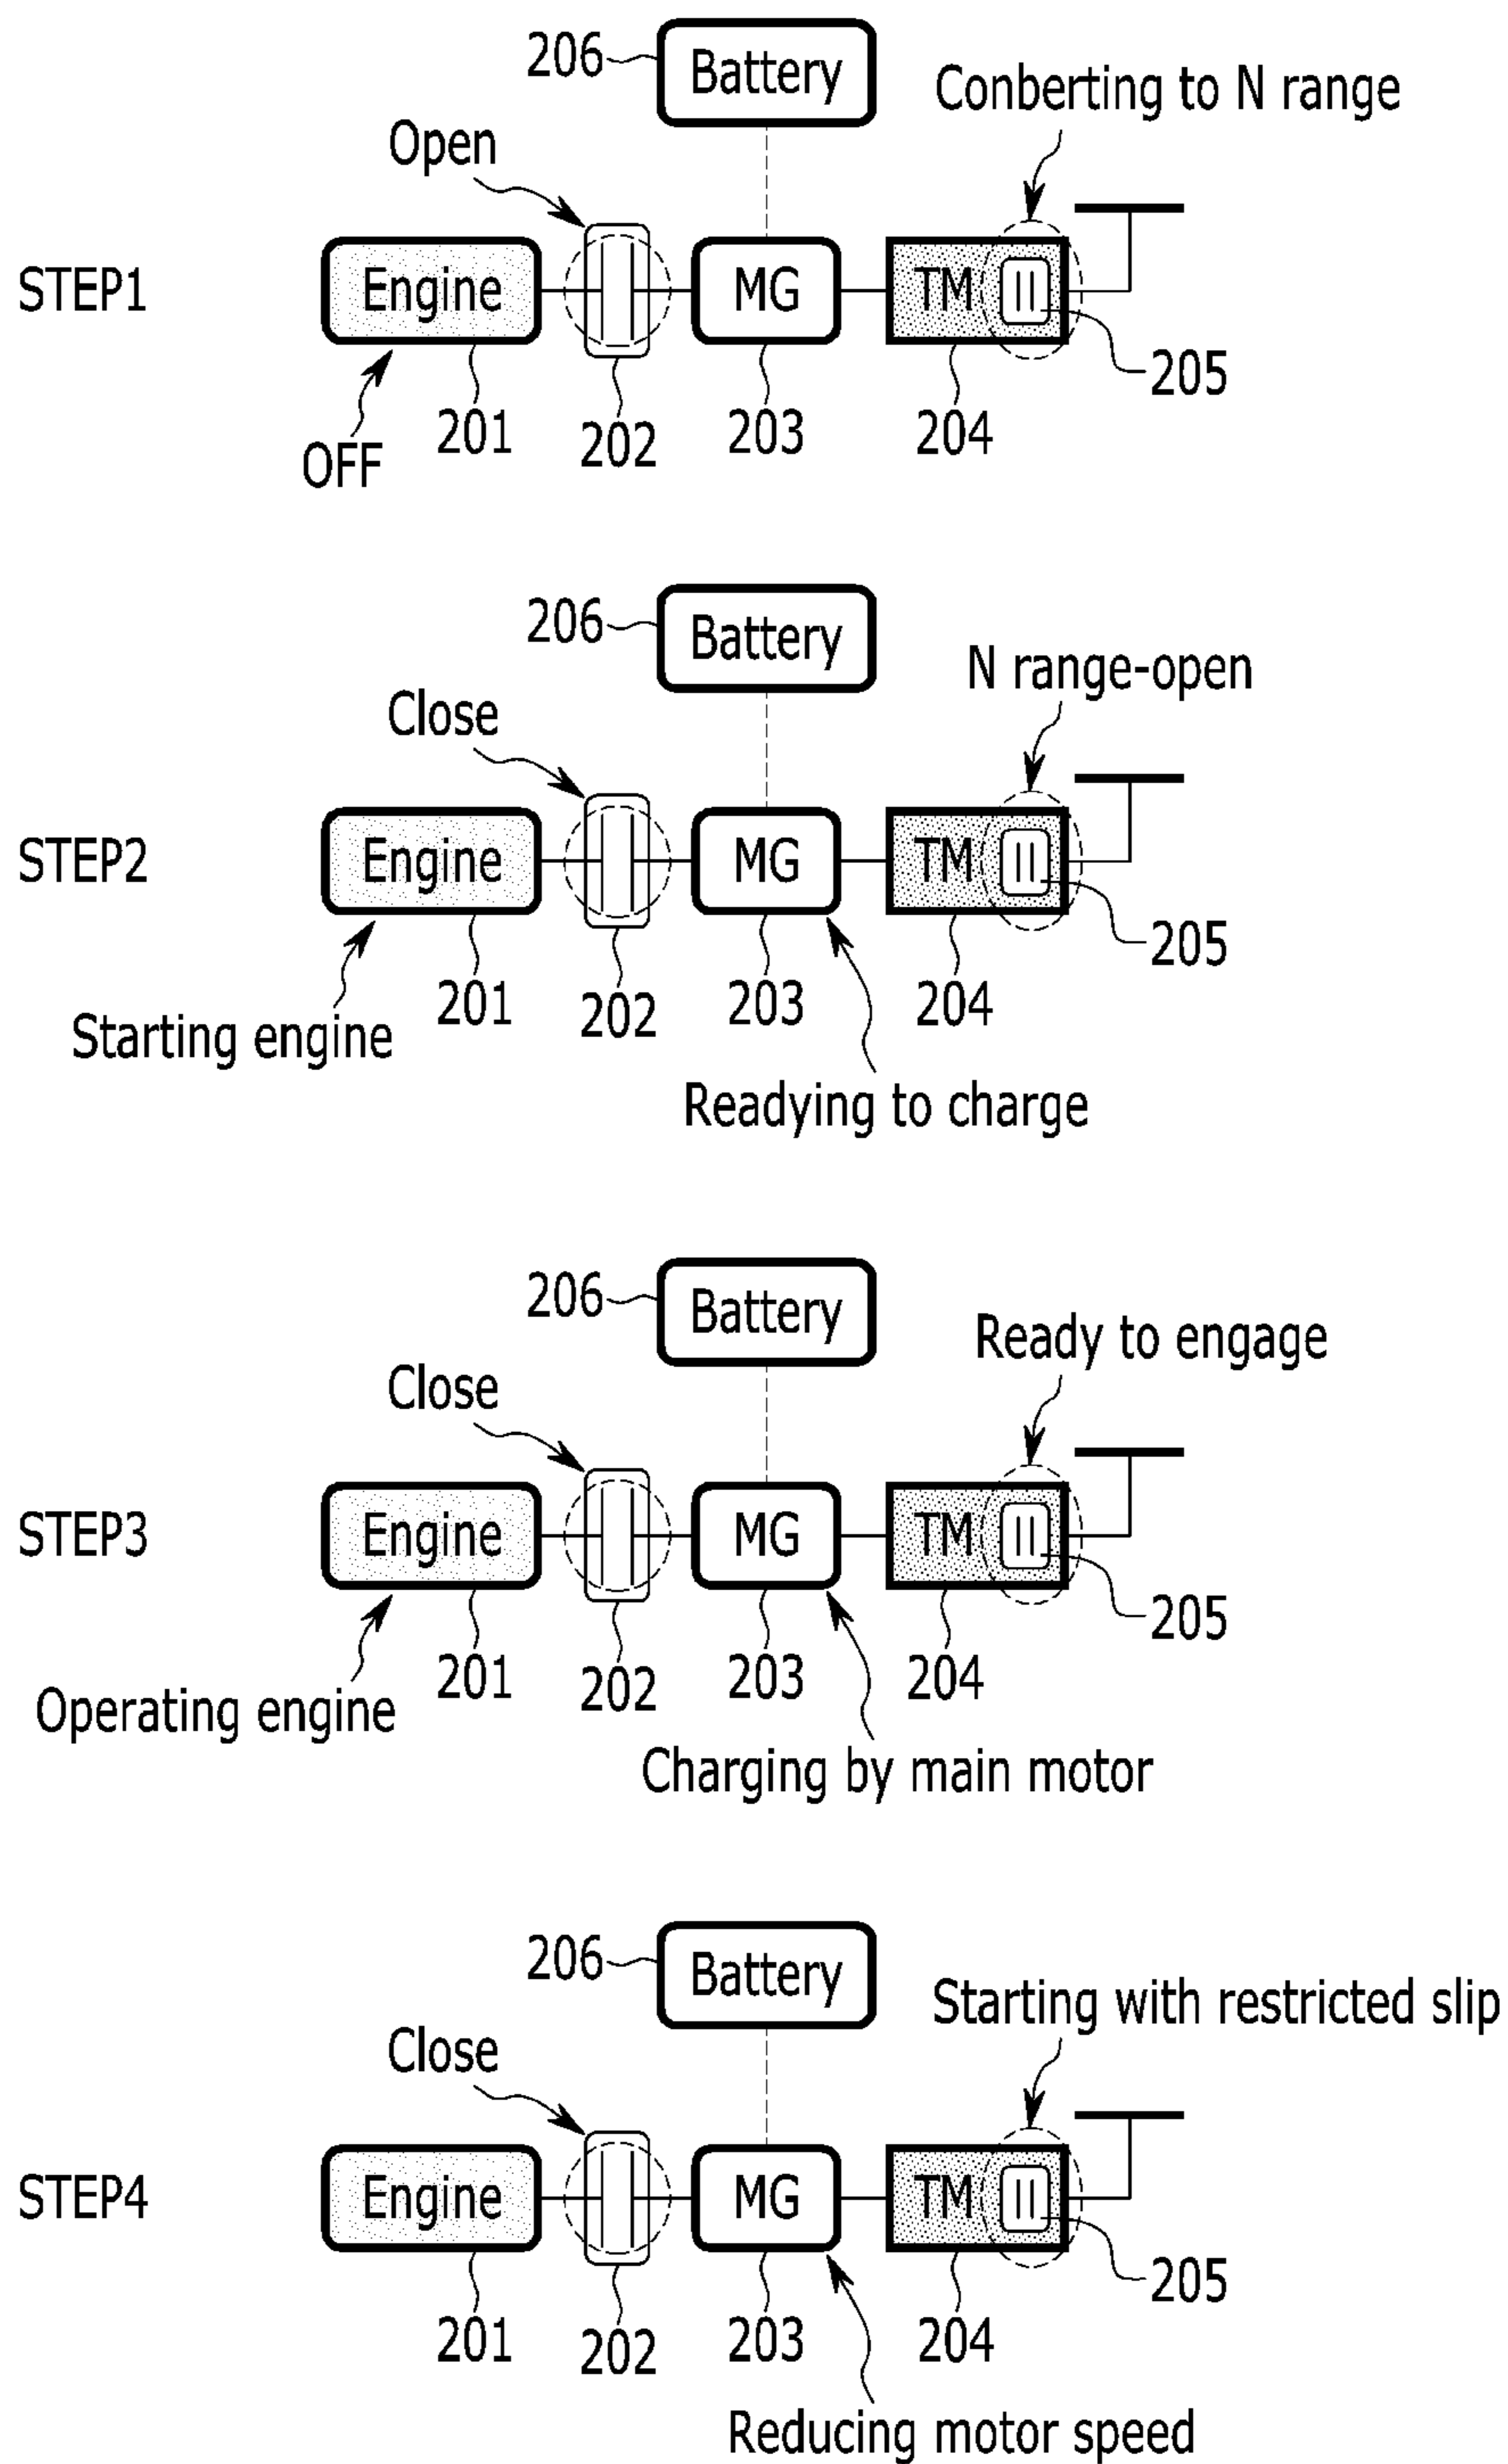 206
Battery
Conberting to N range
Open
STEP1
Engine
MG
TM
205
201
202
203
204
OFF
206
Battery
N range-open
Close
STEP2
Engine
MG
TM
205
201
202
203
204
Starting engine
Readying to charge
206
Battery
Ready to engage
Close
STEP3
Engine
MG
TM
205
201
202
203
204
Operating engine
Charging by main motor
206
Battery
Starting with restricted slip
Close
STEP4
Engine
MG
TM
205
201
202
203
204
Reducing motor speed